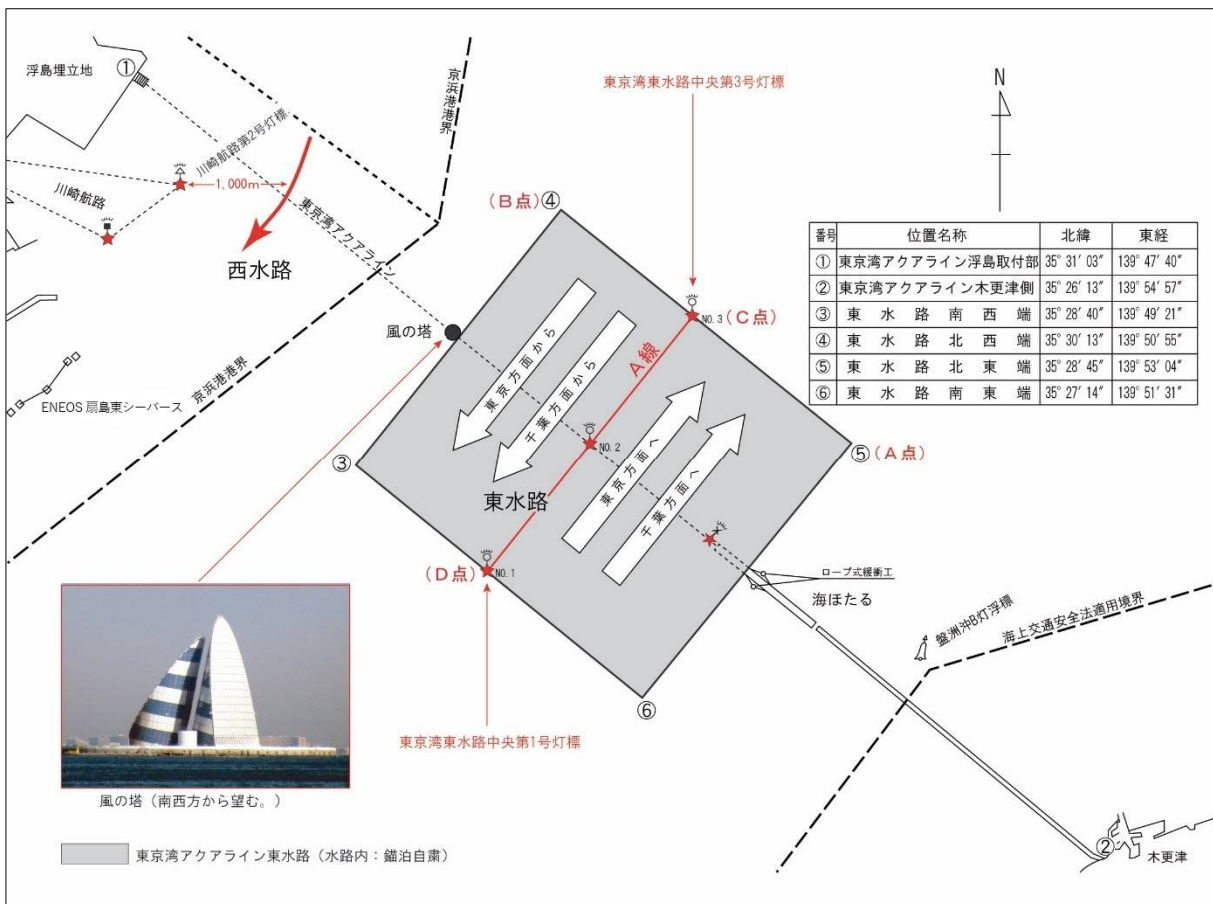 浮島埋立地
①
川崎航路第2号灯標
京浜港港界
東京湾東水路中央第3号灯標
N
1,000m
川崎航路
東京湾アクアライン
西水路
(B点)④
番号 位置名称 北緯 東経
① 東京湾アクアライン浮島取付部 35°31′03″ 139°47′40″
② 東京湾アクアライン木更津側 35°26′13″ 139°54′57″
③ 東水路南西端 35°28′40″ 139°49′21″
④ 東水路北西端 35°30′13″ 139°50′55″
⑤ 東水路北東端 35°28′45″ 139°53′04″
⑥ 東水路南東端 35°27′14″ 139°51′31″
NO.3
(C点)
風の塔
A線
東京方面から
千葉方面から
京浜港港界
ENEOS扇島東シーバース
NO.2
⑤(A点)
③
東水路
東京方面へ
千葉方面へ
(D点)
NO.1
ロープ式緩衝工
海ほたる
盤洲沖B灯浮標
海上交通安全法適用境界
⑥
東京湾東水路中央第1号灯標
風の塔(南西方から望む。)
東京湾アクアライン東水路(水路内:錨泊自粛)
②
木更津